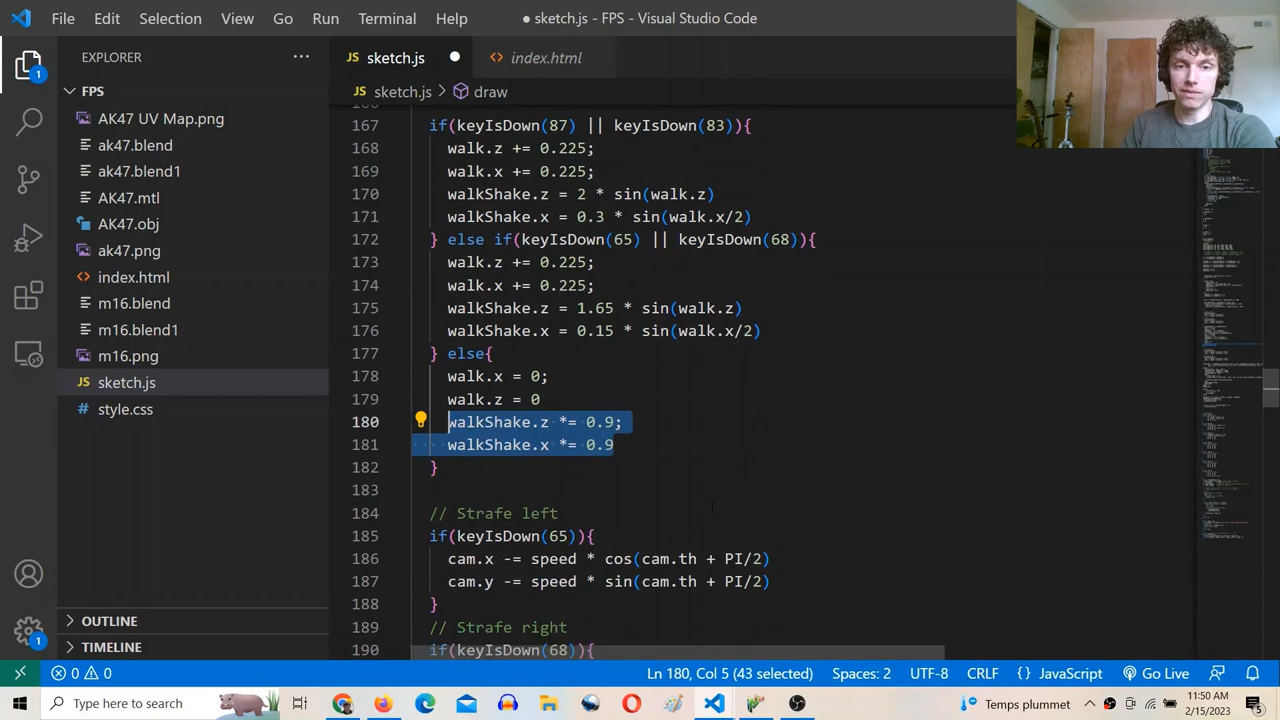 File Edit Selection View Go Run Terminal Help
● sketch.js - FPS - Visual Studio Code
EXPLORER
JS sketch.js
<> index.html
FPS
JS sketch.js > draw
AK47 UV Map.png
ak47.blend
ak47.blend1
AK47.mtl
AK47.obj
ak47.png
index.html
m16.blend
m16.blend1
m16.png
JS sketch.js
style.css
OUTLINE
TIMELINE
1
1
167 if(keyIsDown(87) || keyIsDown(83)){
168 walk.z += 0.225;
169 walk.x += 0.225;
170 walkShake.z = 2 * sin(walk.z)
171 walkShake.x = 0.3 * sin(walk.x/2)
172 } else if(keyIsDown(65) || keyIsDown(68)){
173 walk.z += 0.225;
174 walk.x += 0.225;
175 walkShake.z = 1.65 * sin(walk.z)
176 walkShake.x = 0.15 * sin(walk.x/2)
177 } else{
178 walk.x = 0;
179 walk.z = 0
180 walkShake.z *= 0.9;
181 walkShake.x *= 0.9
182 }
183
184 // Strafe left
185 if(keyIsDown(65)){
186 cam.x -= speed * cos(cam.th + PI/2)
187 cam.y -= speed * sin(cam.th + PI/2)
188 }
189 // Strafe right
190 if(keyIsDown(68)){
0 0
Ln 180, Col 5 (43 selected) Spaces: 2 UTF-8 CRLF {} JavaScript Go Live
Type here to search
Temps plummet
11:50 AM
2/15/2023
5